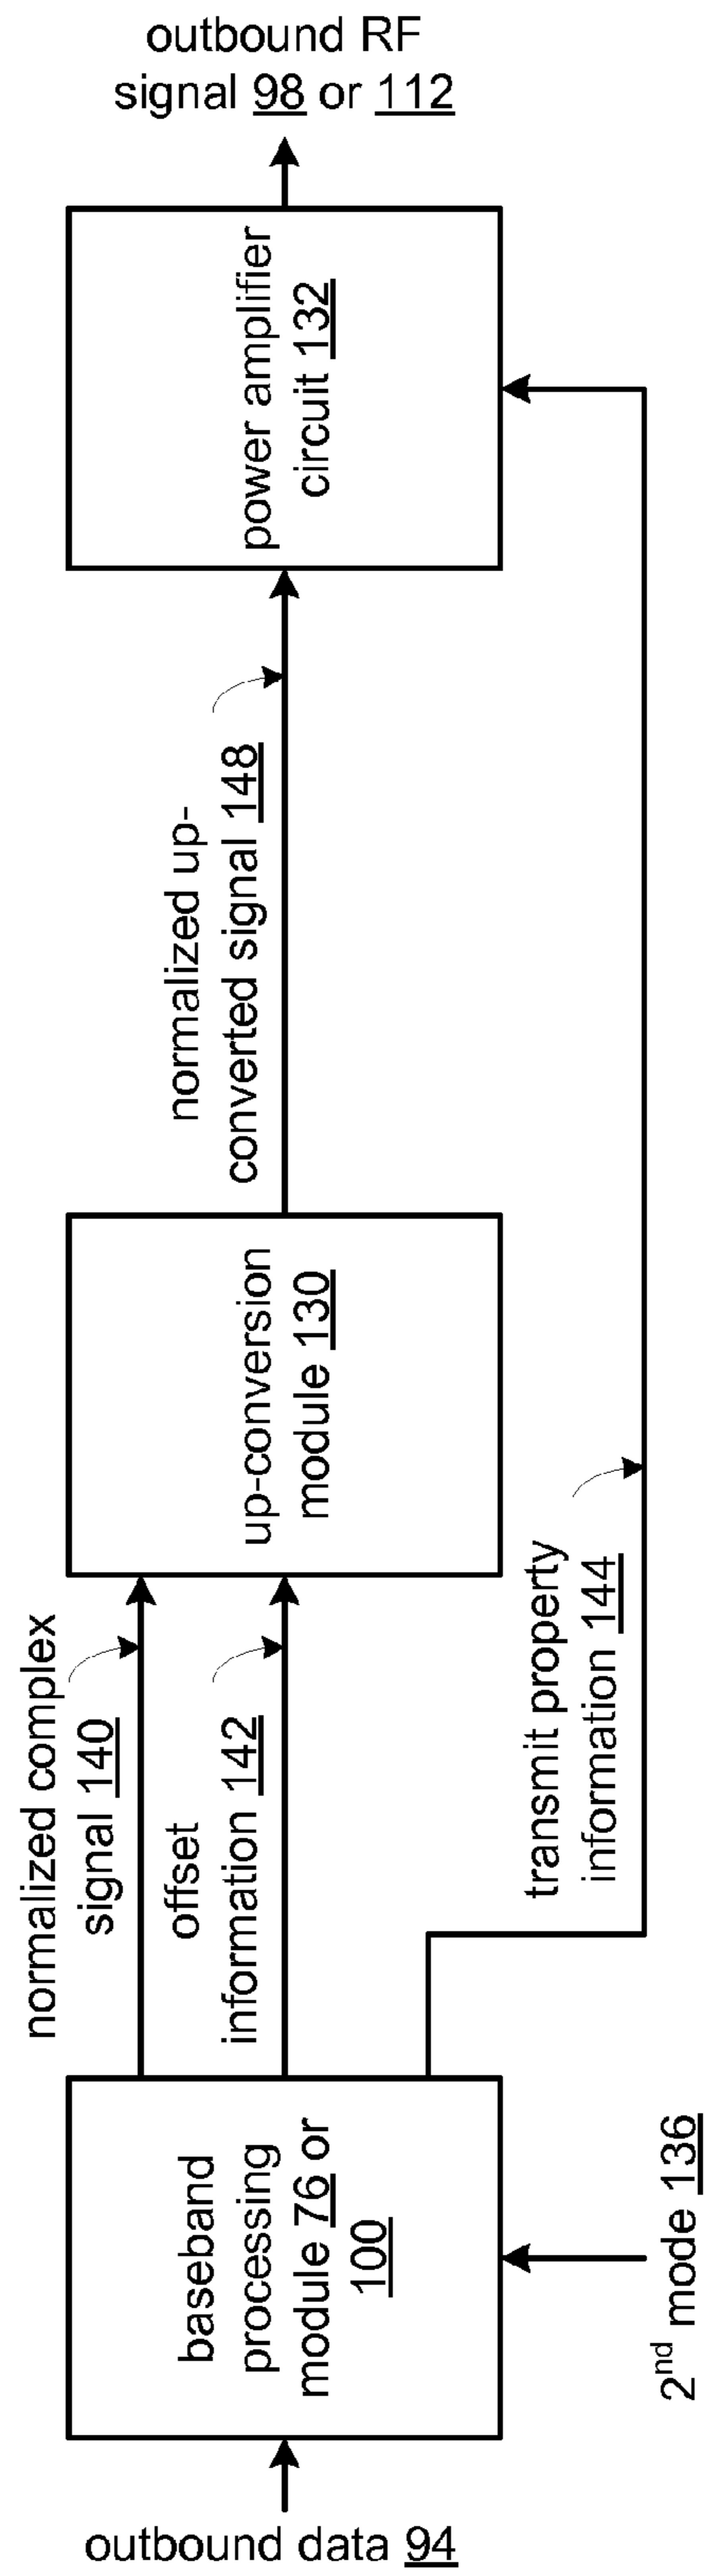 outbound RF
signal 98 or 112
power amplifier
circuit 132
normalized up-
converted signal 148
up-conversion
module 130
normalized complex
signal 140
offset
information 142
transmit property
information 144
baseband
processing
module 76 or
100
2nd mode 136
outbound data 94